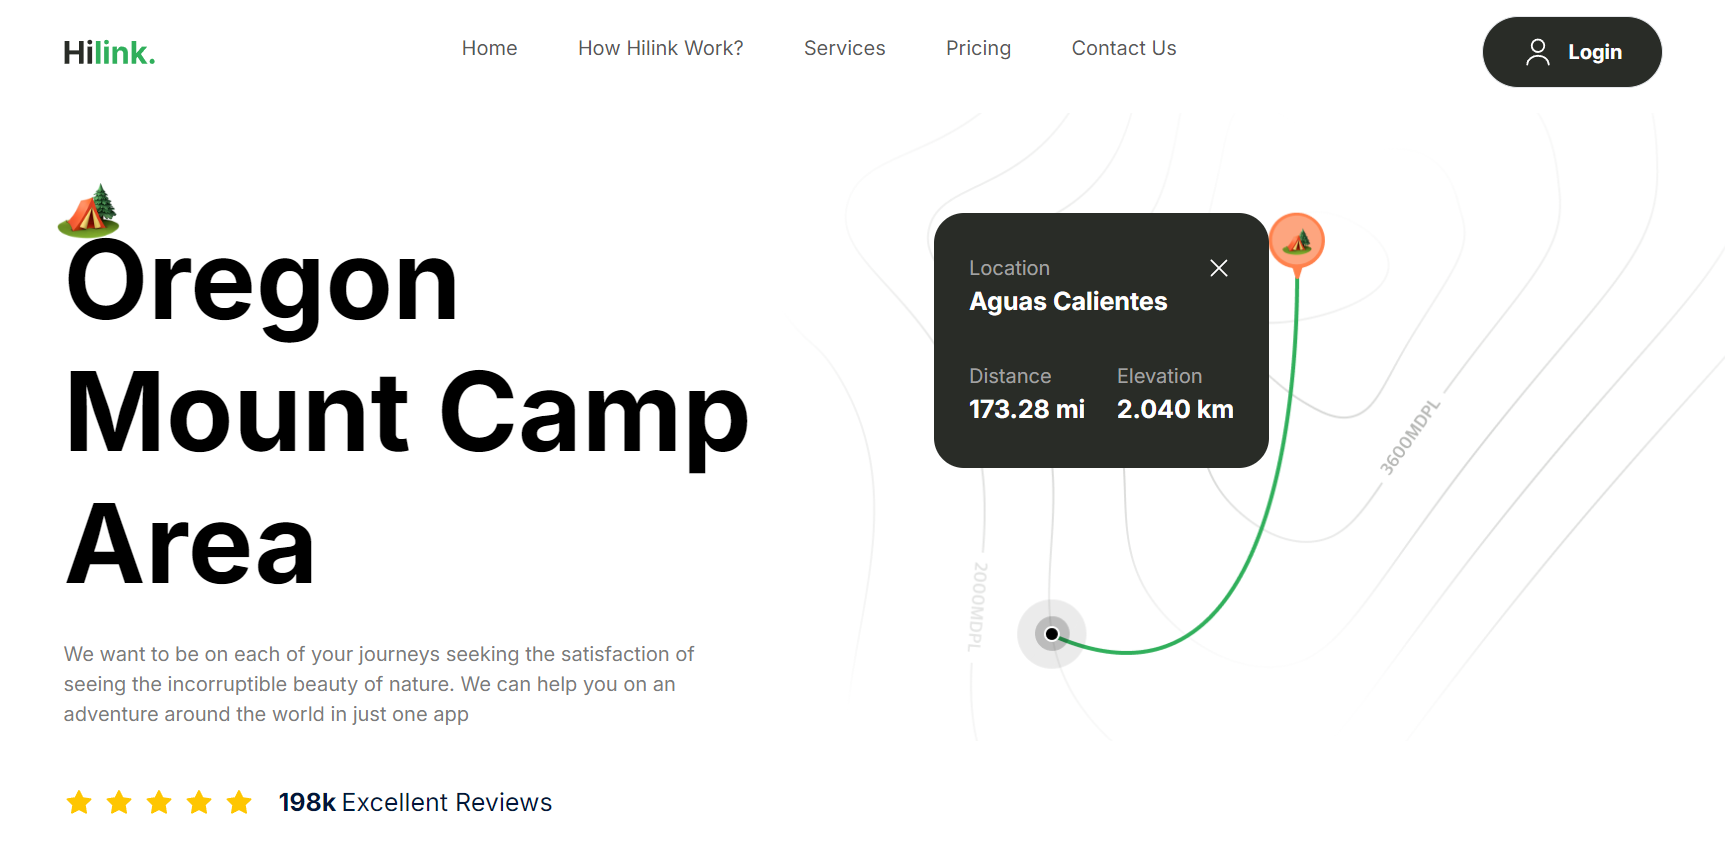 Hilink.
Home
How Hilink Work?
Services
Pricing
Contact Us
Login
Oregon
Mount Camp
Area
We want to be on each of your journeys seeking the satisfaction of
seeing the incorruptible beauty of nature. We can help you on an
adventure around the world in just one app
198k Excellent Reviews
Location
Aguas Calientes
Distance
173.28 mi
Elevation
2.040 km
3600MDPL
2000MDPL